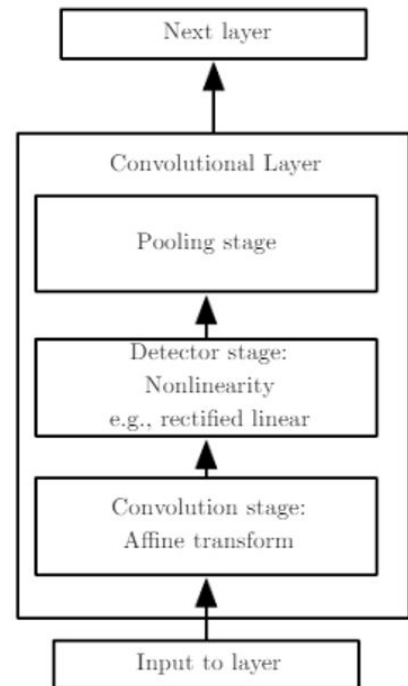 Next layer
Convolutional Layer
Pooling stage
Detector stage:
Nonlinearity
e.g., rectified linear
Convolution stage:
Affine transform
Input to layer